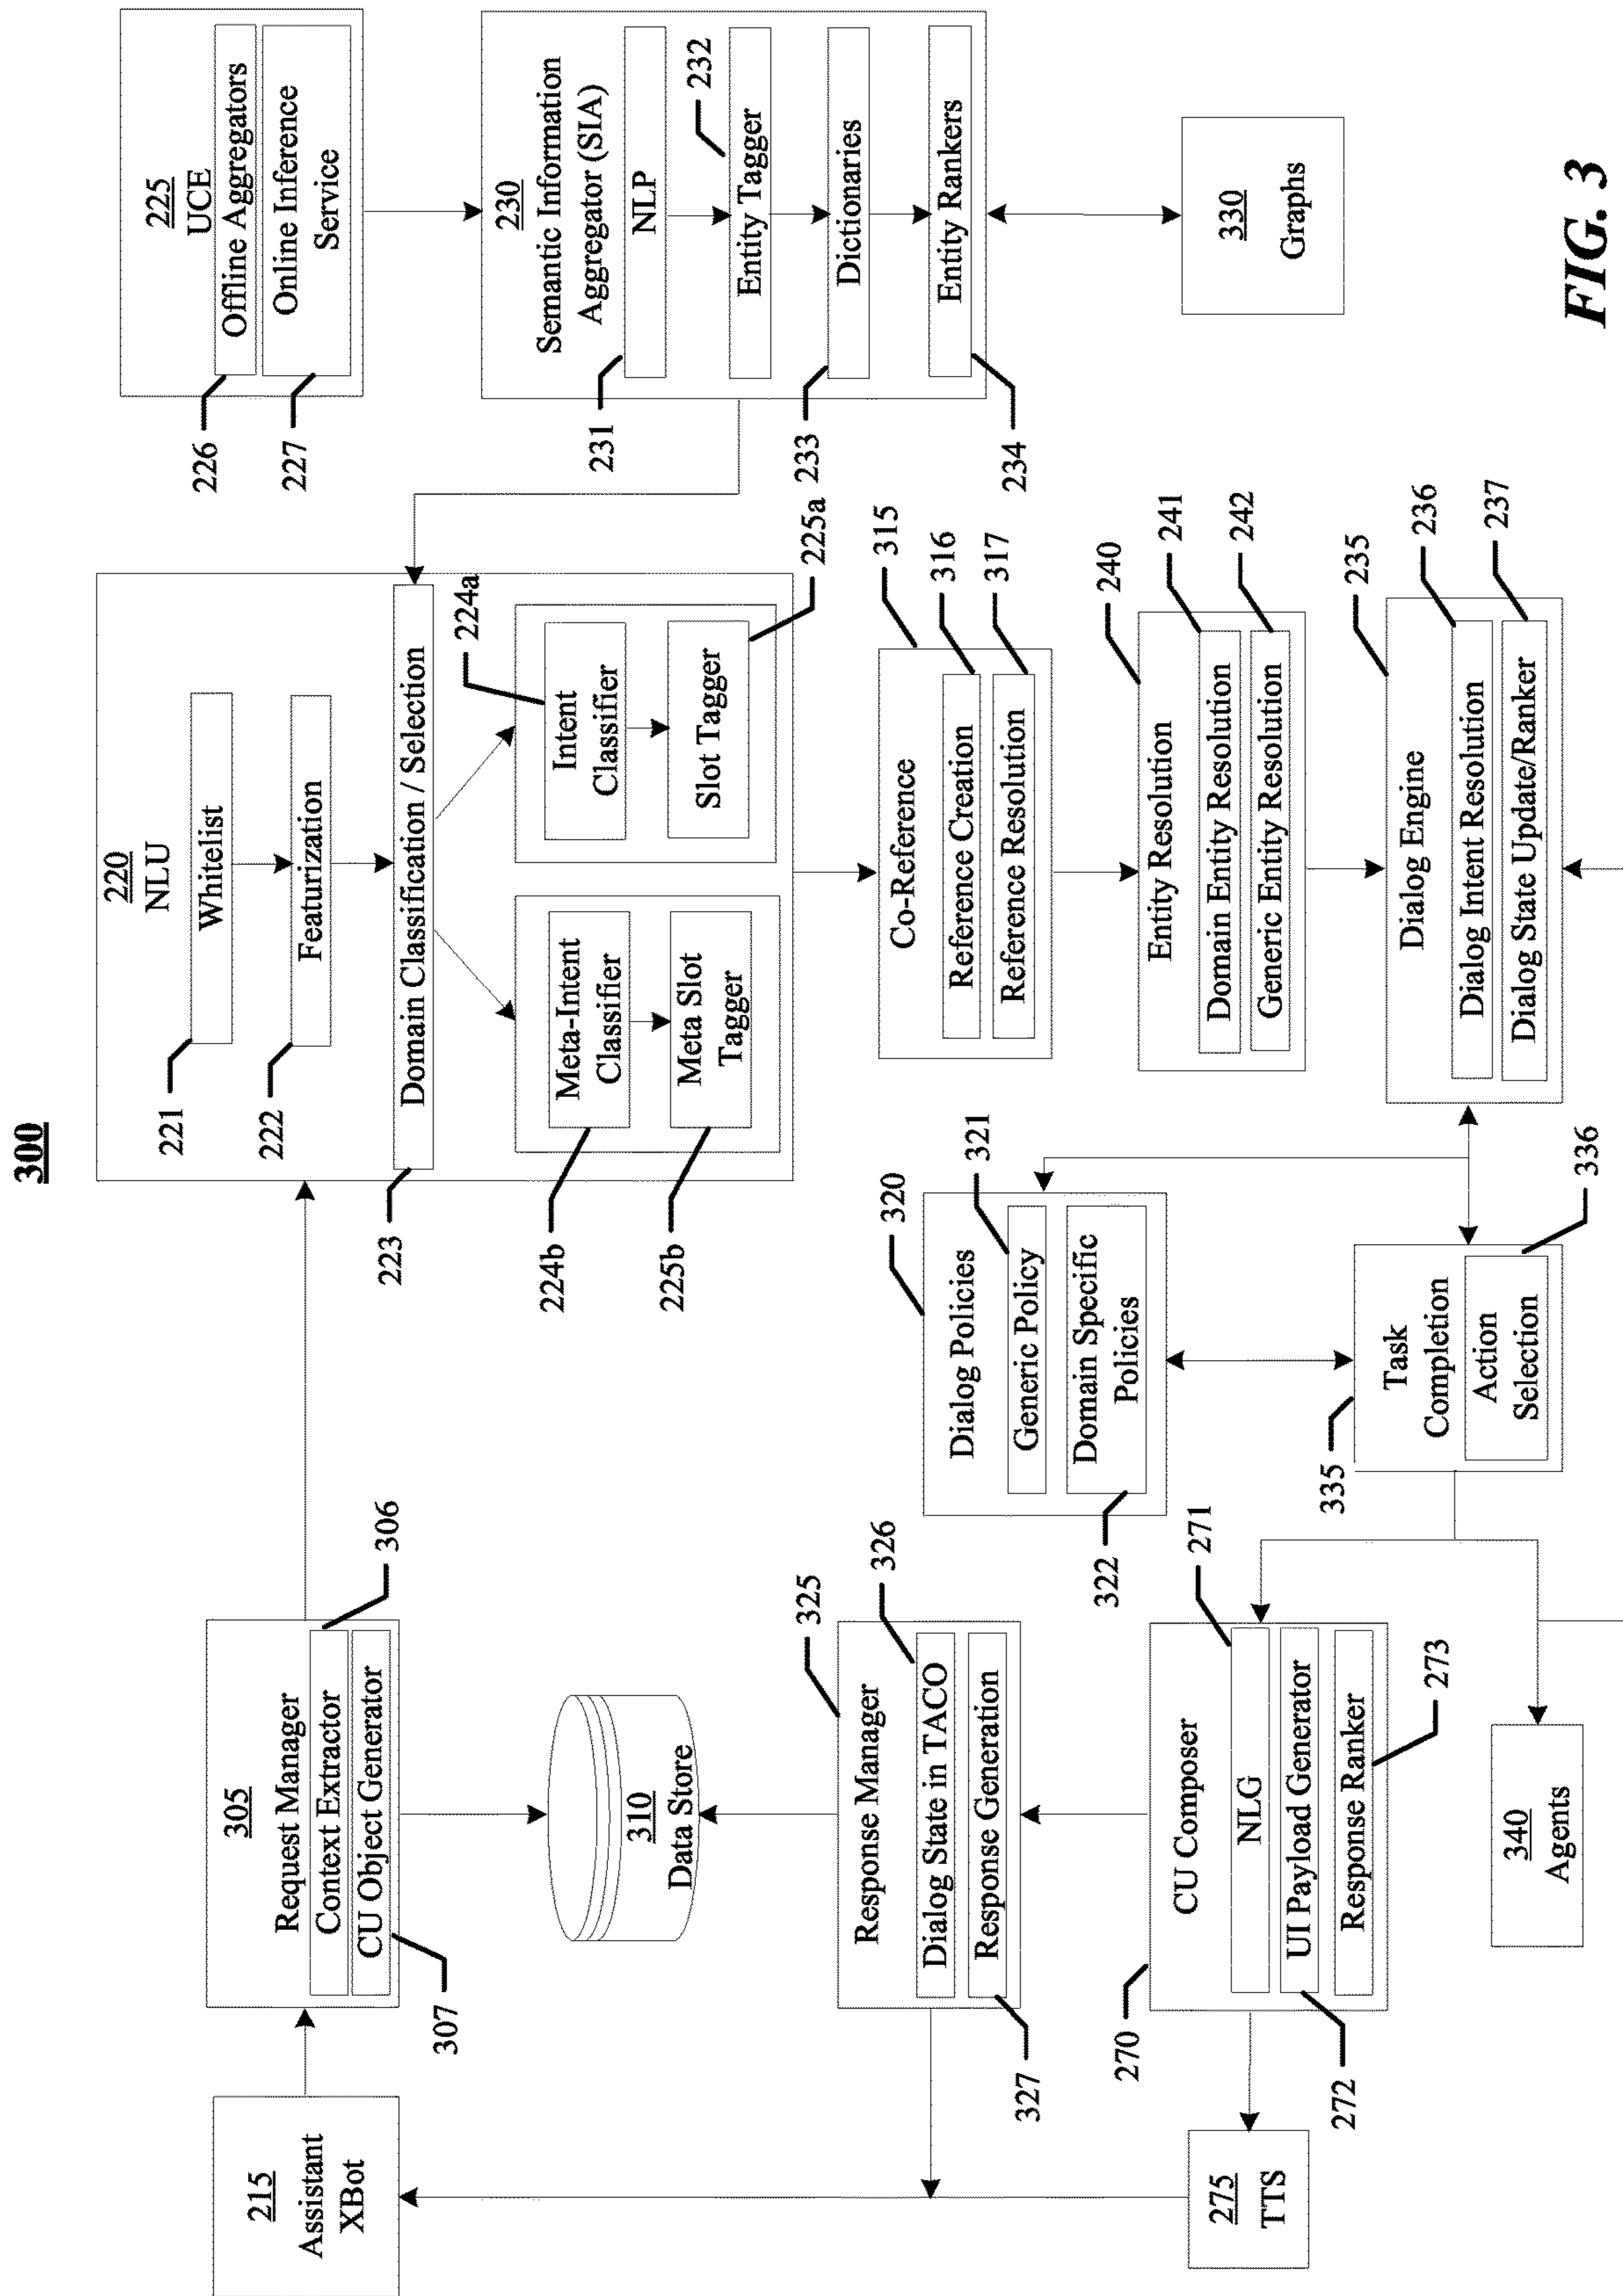 300
215
Assistant
XBot
305
Request Manager
Context Extractor
CU Object Generator
306
307
310
Data Store
220
NLU
Whitelist
221
Featurization
222
Domain Classification / Selection
223
Meta-Intent
Classifier
224b
Meta Slot
Tagger
225b
Intent
Classifier
224a
Slot Tagger
225a
225
UCE
Offline Aggregators
226
Online Inference
Service
227
230
Semantic Information
Aggregator (SIA)
NLP
231
Entity Tagger
232
Dictionaries
233
Entity Rankers
234
330
Graphs
Co-Reference
315
Reference Creation
316
Reference Resolution
317
Entity Resolution
240
Domain Entity Resolution
241
Generic Entity Resolution
242
Dialog Engine
235
Dialog Intent Resolution
236
Dialog State Update/Ranker
237
Dialog Policies
320
Generic Policy
321
Domain Specific
Policies
322
Task
Completion
335
Action
Selection
336
Response Manager
325
Dialog State in TACO
326
Response Generation
327
CU Composer
270
NLG
271
UI Payload Generator
272
Response Ranker
273
275
TTS
340
Agents
FIG. 3